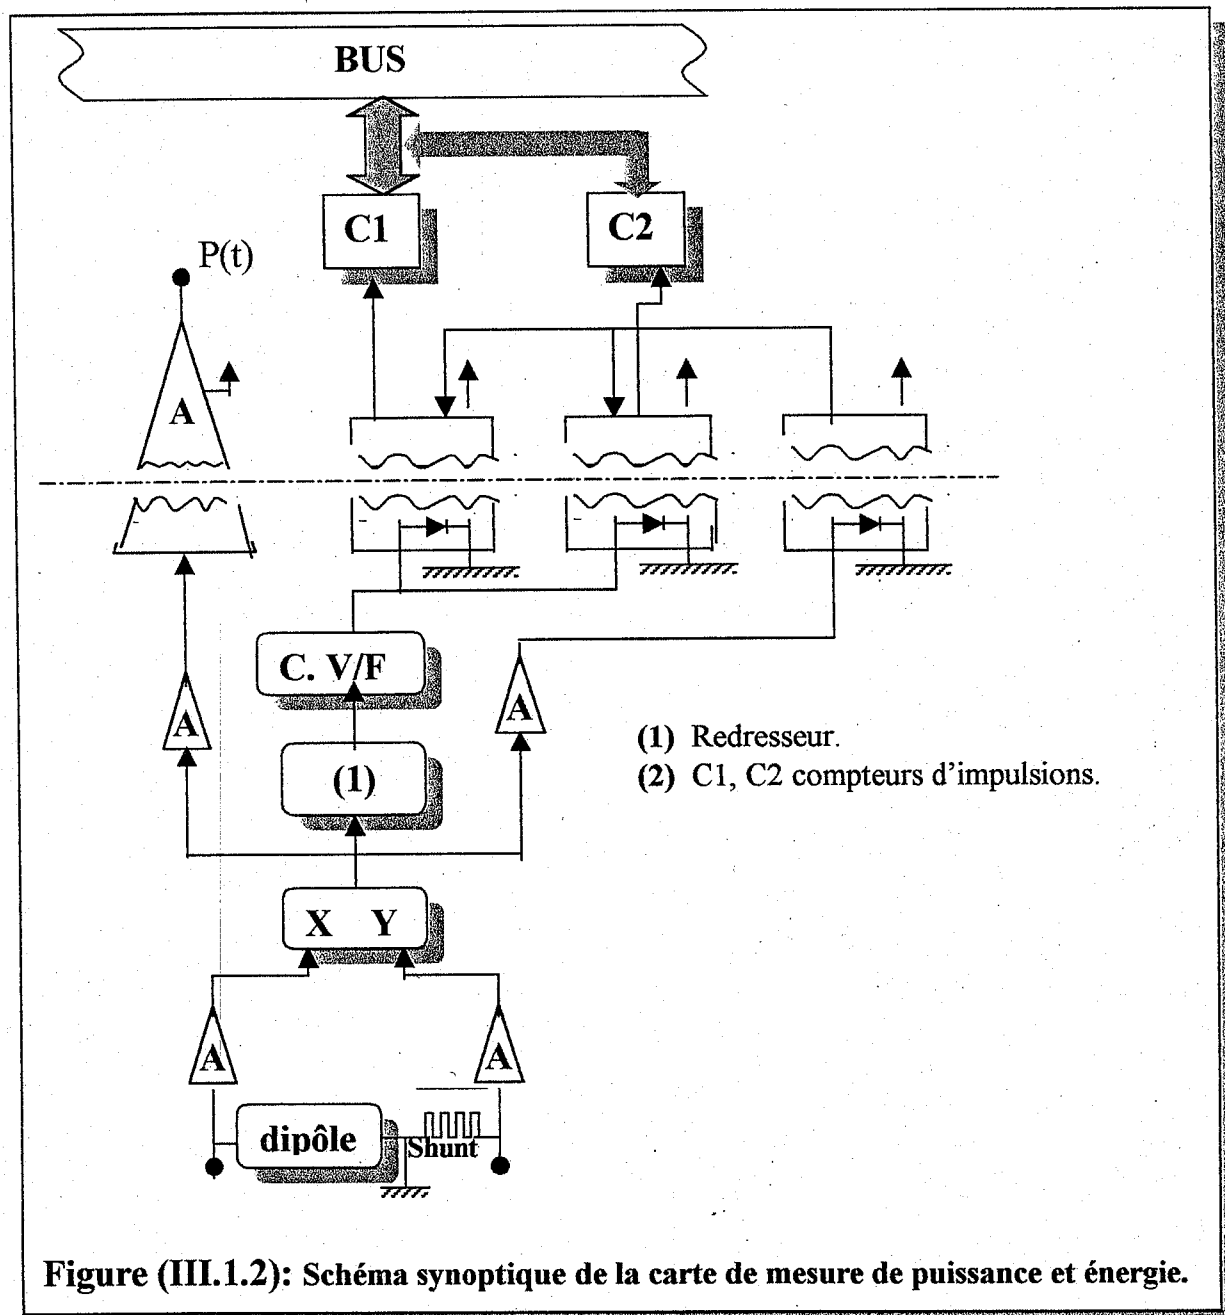 BUS
C1
C2
P(t)
A
C. V/F
A
A
(1) Redresseur.
(1)
(2) C1, C2 compteurs d'impulsions.
X Y
A
A
dipôle
Shunt
Figure (III.1.2): Schéma synoptique de la carte de mesure de puissance et énergie.